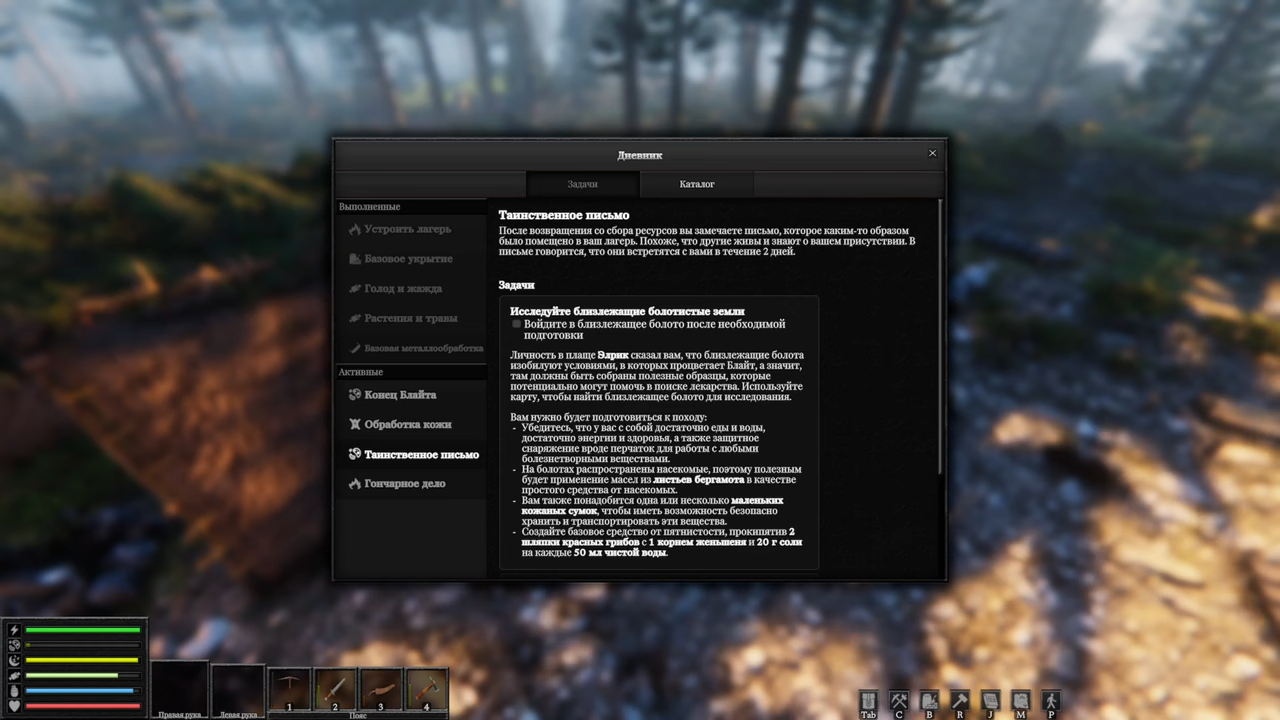 Дневник
Задачи
Каталог
Выполненные
Устроить лагерь
Базовое укрытие
Голод и жажда
Растения и травы
Базовая металлообработка
Активные
Конец Блайта
Обработка кожи
Таинственное письмо
Гончарное дело
Таинственное письмо
После возвращения со сбора ресурсов вы замечаете письмо, которое каким-то образом
было помещено в ваш лагерь. Похоже, что другие живы и знают о вашем присутствии. В
письме говорится, что они встретятся с вами в течение 2 дней.
Задачи
Исследуйте близлежащие болотистые земли
Войдите в близлежащее болото после необходимой
подготовки
Личность в плаще Элрик сказал вам, что близлежащие болота
изобилуют условиями, в которых процветает Блайт, а значит,
там должны быть собраны полезные образцы, которые
потенциально могут помочь в поиске лекарства. Используйте
карту, чтобы найти близлежащее болото для исследования.
Вам нужно будет подготовиться к походу:
- Убедитесь, что у вас с собой достаточно еды и воды,
достаточно энергии и здоровья, а также защитное
снаряжение вроде перчаток для работы с любыми
болезнетворными веществами.
- На болотах распространены насекомые, поэтому полезным
будет применение масел из листьев бергамота в качестве
простого средства от насекомых.
- Вам также понадобится одна или несколько маленьких
кожаных сумок, чтобы иметь возможность безопасно
хранить и транспортировать эти вещества.
- Создайте базовое средство от пятнистости, прокипятив 2
шляпки красных грибов с 1 корнем женьшеня и 20 г соли
на каждые 50 мл чистой воды.
Правая рука
Левая рука
1
2
3
4
Пояс
Tab
C
B
R
J
M
P